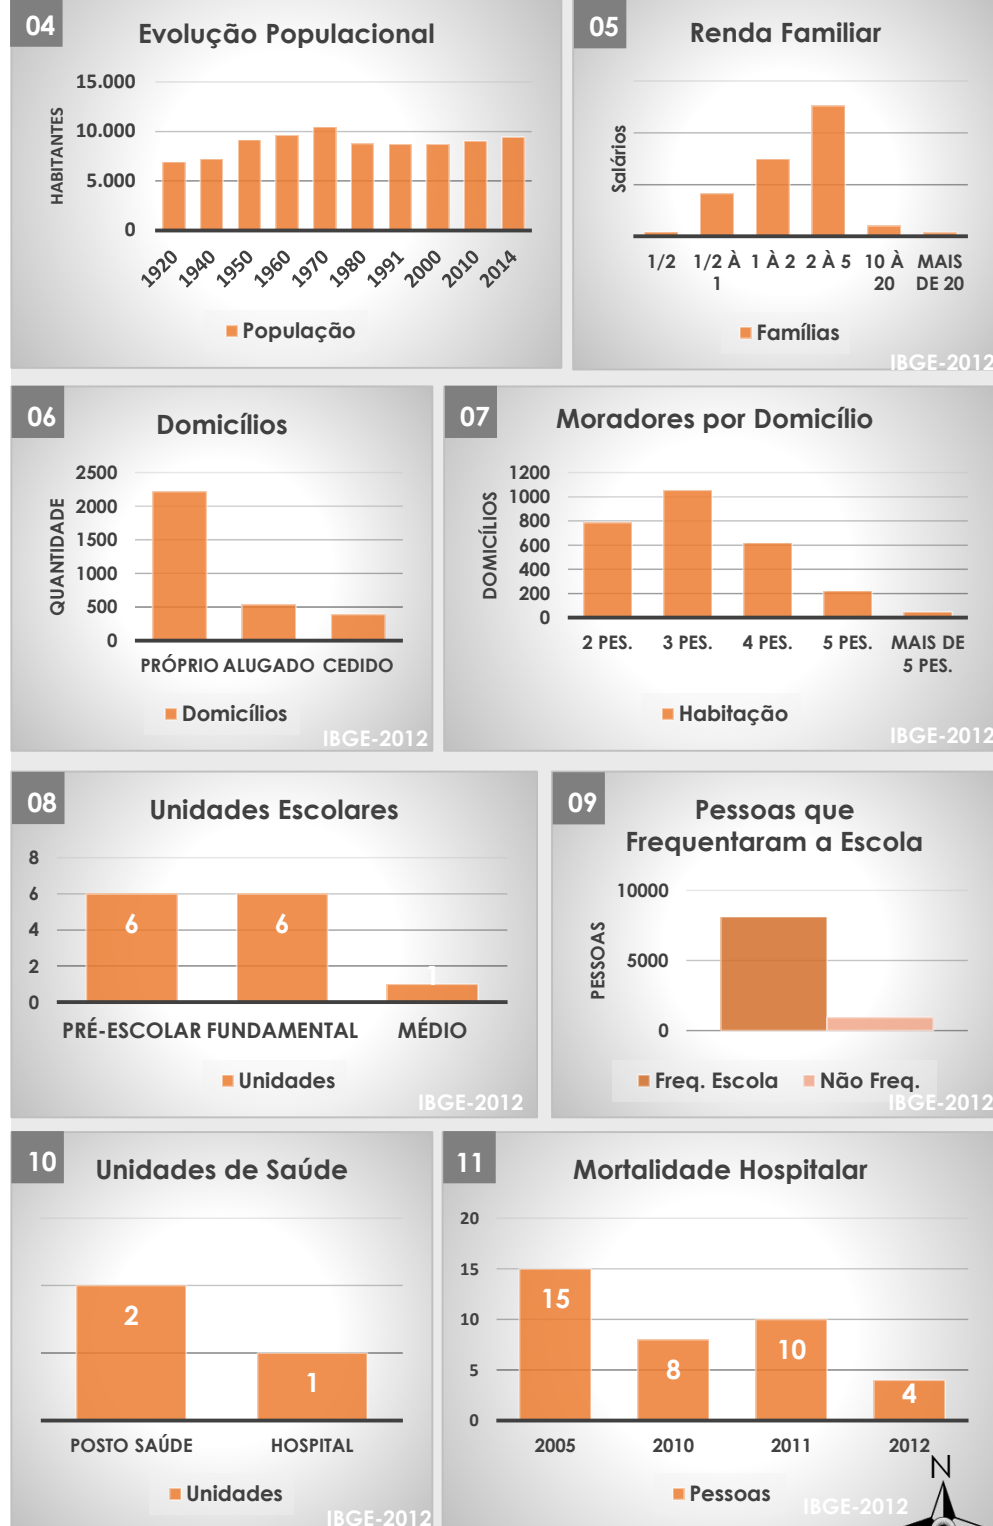 04
Evolução Populacional
15.000
10.000
5.000
0
HABITANTES
1920
1940
1950
1960
1970
1980
1991
2000
2010
2014
População
05
Renda Familiar
Salários
1/2
1/2 À 1
1 À 2
2 À 5
10 À 20
MAIS DE 20
Famílias
IBGE-2012
06
Domicílios
2500
2000
1500
1000
500
0
QUANTIDADE
PRÓPRIO
ALUGADO
CEDIDO
Domicílios
IBGE-2012
07
Moradores por Domicílio
1200
1000
800
600
400
200
0
DOMICÍLIOS
2 PES.
3 PES.
4 PES.
5 PES.
MAIS DE
5 PES.
Habitação
IBGE-2012
08
Unidades Escolares
8
6
4
2
0
6
6
1
PRÉ-ESCOLAR
FUNDAMENTAL
MÉDIO
Unidades
IBGE-2012
09
Pessoas que
Frequentaram a Escola
10000
5000
0
PESSOAS
Freq. Escola
Não Freq.
IBGE-2012
10
Unidades de Saúde
2
1
POSTO SAÚDE
HOSPITAL
Unidades
IBGE-2012
11
Mortalidade Hospitalar
20
15
10
5
0
15
8
10
4
2005
2010
2011
2012
Pessoas
IBGE-2012
N